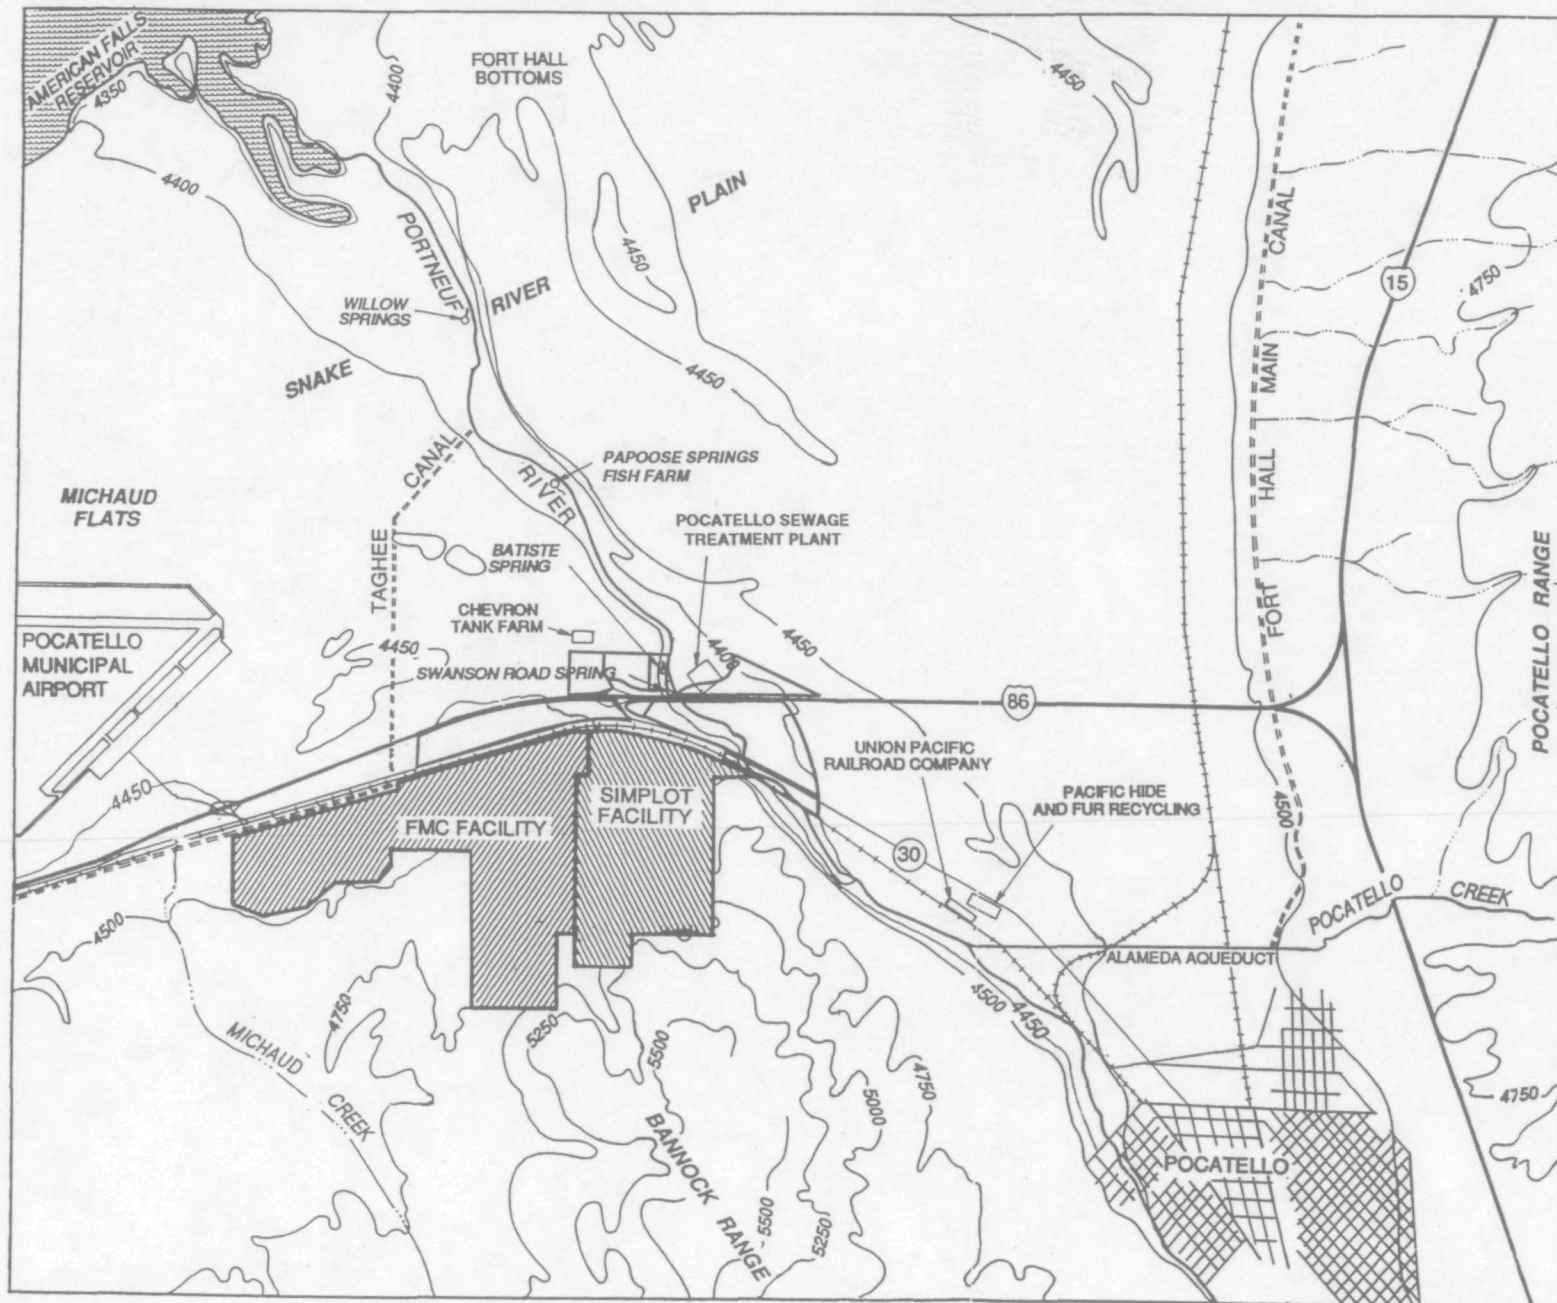 AMERICAN FALLS
RESERVOIR
4350
4400
4400
FORT HALL
BOTTOMS
4450
PLAIN
4450
PORTNEUF
RIVER
WILLOW
SPRINGS
SNAKE
4450
CANAL
MAIN
HALL
FORT
15
4750
CANAL
TAGHEE
RIVER
PAPOOSE SPRINGS
FISH FARM
MICHAUD
FLATS
POCATELLO SEWAGE
TREATMENT PLANT
BATISTE
SPRING
CHEVRON
TANK FARM
4450
SWANSON ROAD SPRING
4400
4450
POCATELLO
MUNICIPAL
AIRPORT
86
POCATELLO RANGE
UNION PACIFIC
RAILROAD COMPANY
PACIFIC HIDE
AND FUR RECYCLING
4450
4500
SIMPLOT
FACILITY
FMC FACILITY
30
POCATELLO
CREEK
4500
ALAMEDA AQUEDUCT
4500
4450
4750
MICHAUD
CREEK
5250
5500
4750
5000
4750
BANNOCK RANGE
5500
5250
POCATELLO